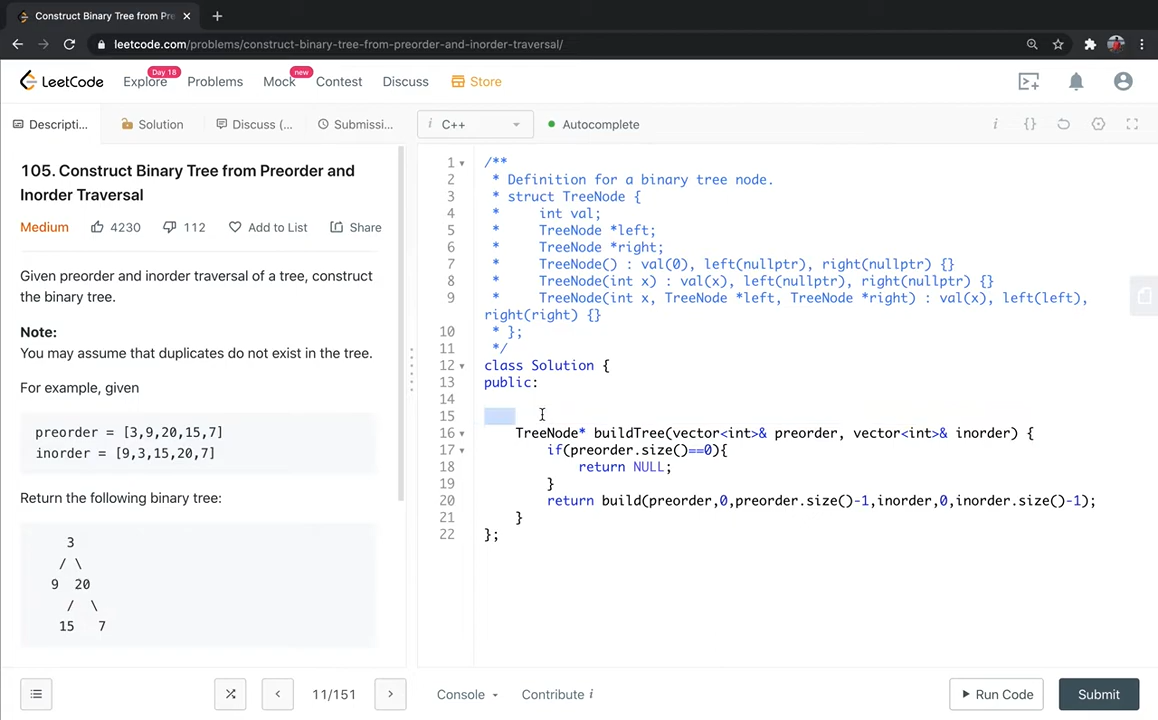 Construct Binary Tree from Pre
leetcode.com/problems/construct-binary-tree-from-preorder-and-inorder-traversal/
LeetCode Explore Day 18 Problems Mock new Contest Discuss Store
Descripti... Solution Discuss (... Submissi... i C++ Autocomplete
105. Construct Binary Tree from Preorder and
Inorder Traversal
Medium 4230 112 Add to List Share
Given preorder and inorder traversal of a tree, construct
the binary tree.
Note:
You may assume that duplicates do not exist in the tree.
For example, given
preorder = [3,9,20,15,7]
inorder = [9,3,15,20,7]
Return the following binary tree:
3
/ \
9 20
/ \
15 7
1 /**
2 * Definition for a binary tree node.
3 * struct TreeNode {
4 * int val;
5 * TreeNode *left;
6 * TreeNode *right;
7 * TreeNode() : val(0), left(nullptr), right(nullptr) {}
8 * TreeNode(int x) : val(x), left(nullptr), right(nullptr) {}
9 * TreeNode(int x, TreeNode *left, TreeNode *right) : val(x), left(left),
right(right) {}
10 * };
11 */
12 class Solution {
13 public:
14
15
16 TreeNode* buildTree(vector<int>& preorder, vector<int>& inorder) {
17 if(preorder.size()==0){
18 return NULL;
19 }
20 return build(preorder,0,preorder.size()-1,inorder,0,inorder.size()-1);
21 }
22 };
11/151 Console Contribute i Run Code Submit